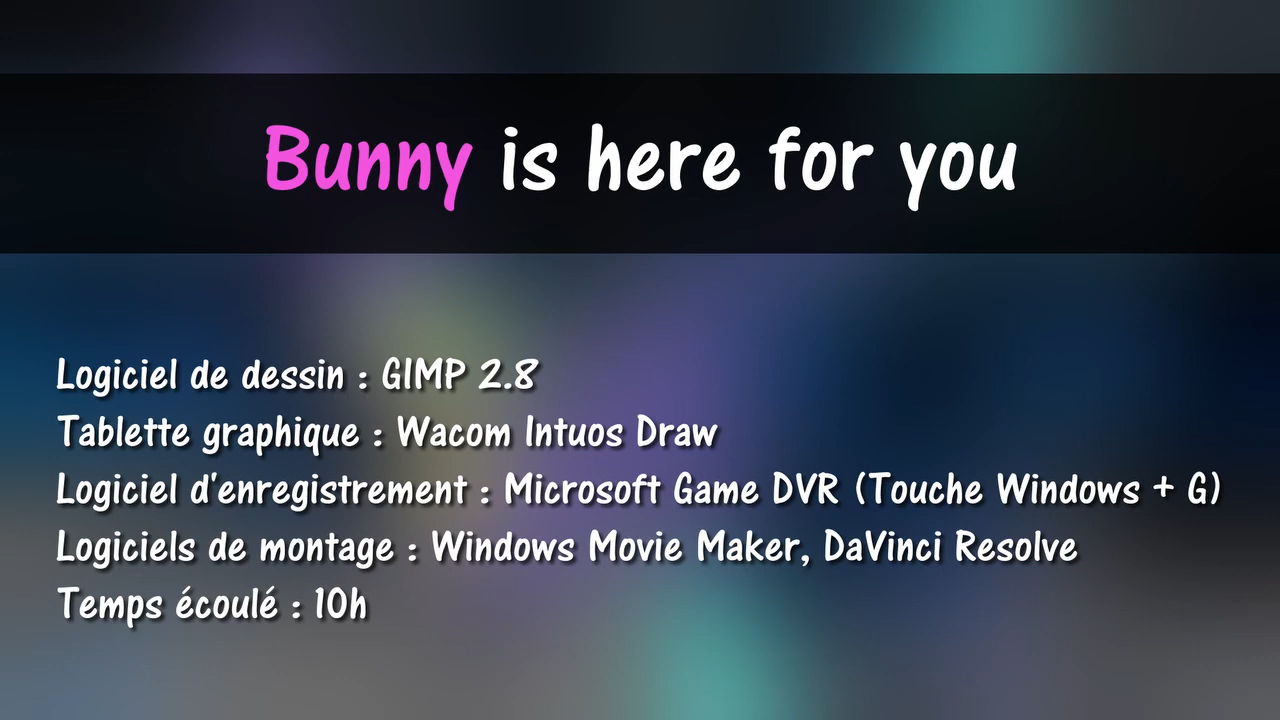 Bunny is here for you
Logiciel de dessin : GIMP 2.8
Tablette graphique : Wacom Intuos Draw
Logiciel d'enregistrement : Microsoft Game DVR (Touche Windows + G)
Logiciels de montage : Windows Movie Maker, DaVinci Resolve
Temps écoulé : 10h